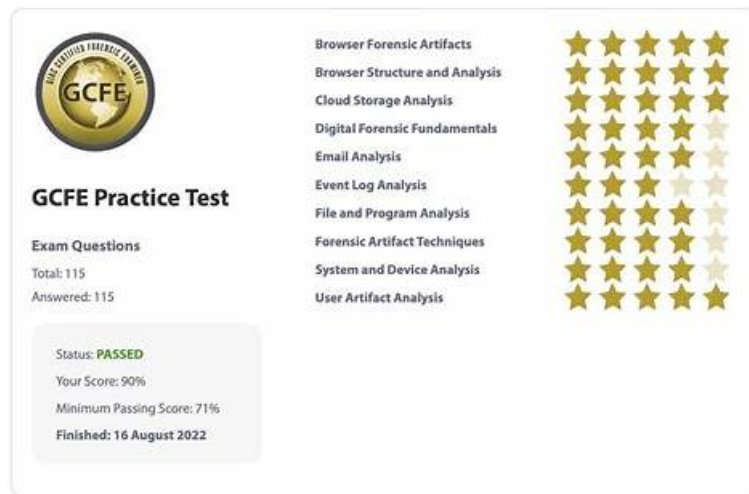 GIAC CERTIFIED FORENSIC EXAMINER
GCFE
GCFE Practice Test
Exam Questions
Total: 115
Answered: 115
Status: PASSED
Your Score: 90%
Minimum Passing Score: 71%
Finished: 16 August 2022
Browser Forensic Artifacts
Browser Structure and Analysis
Cloud Storage Analysis
Digital Forensic Fundamentals
Email Analysis
Event Log Analysis
File and Program Analysis
Forensic Artifact Techniques
System and Device Analysis
User Artifact Analysis